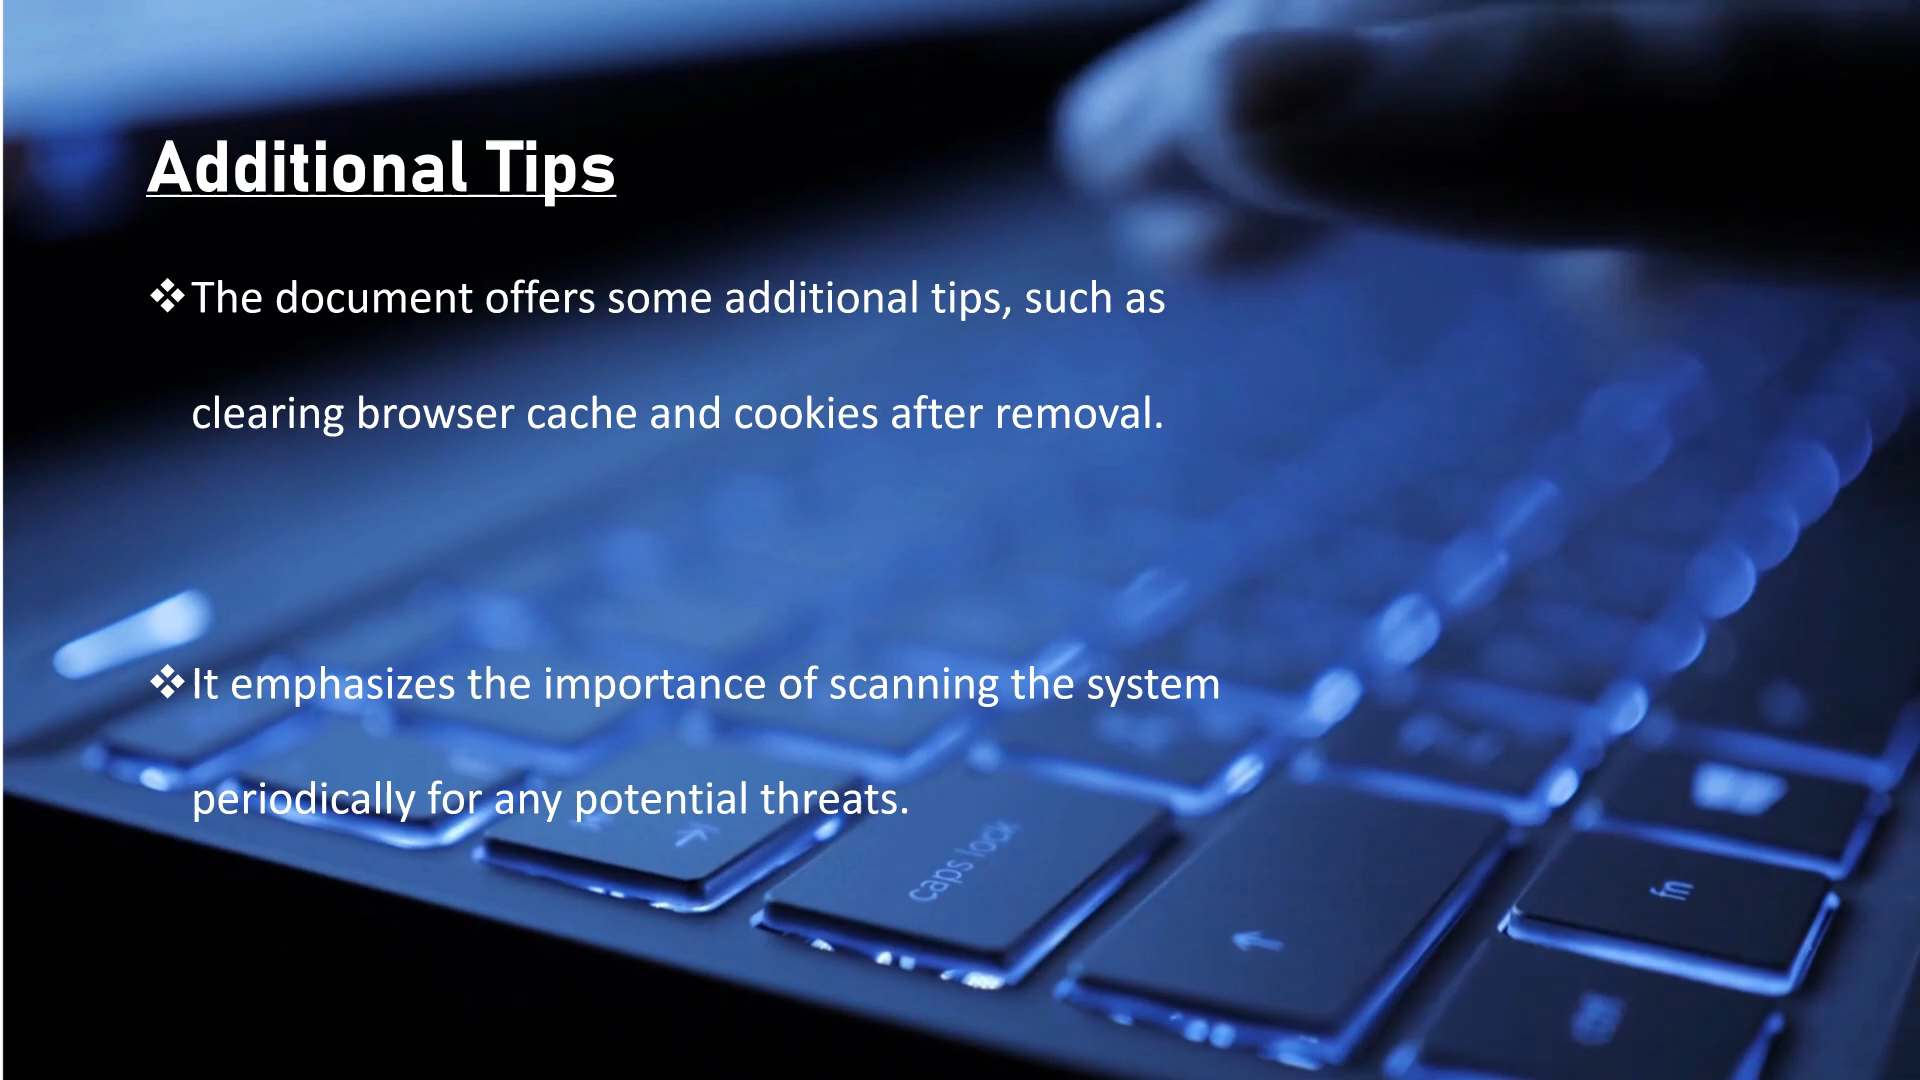 Additional Tips
❖The document offers some additional tips, such as
clearing browser cache and cookies after removal.
❖It emphasizes the importance of scanning the system
periodically for any potential threats.
caps lock
fn